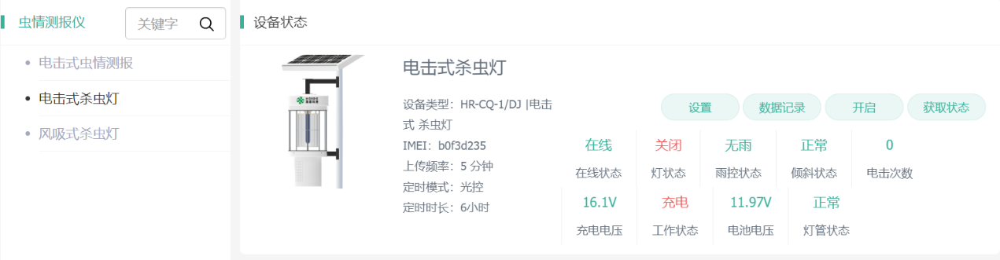 虫情测报仪
关键字
电击式虫情测报
电击式杀虫灯
风吸式杀虫灯
设备状态
电击式杀虫灯
设备类型：HR-CQ-1/DJ |电击
式 杀虫灯
IMEI：b0f3d235
上传频率：5 分钟
定时模式：光控
定时时长：6小时
设置 数据记录 开启 获取状态
在线 关闭 无雨 正常 0
在线状态 灯状态 雨控状态 倾斜状态 电击次数
16.1V 充电 11.97V 正常
充电电压 工作状态 电池电压 灯管状态